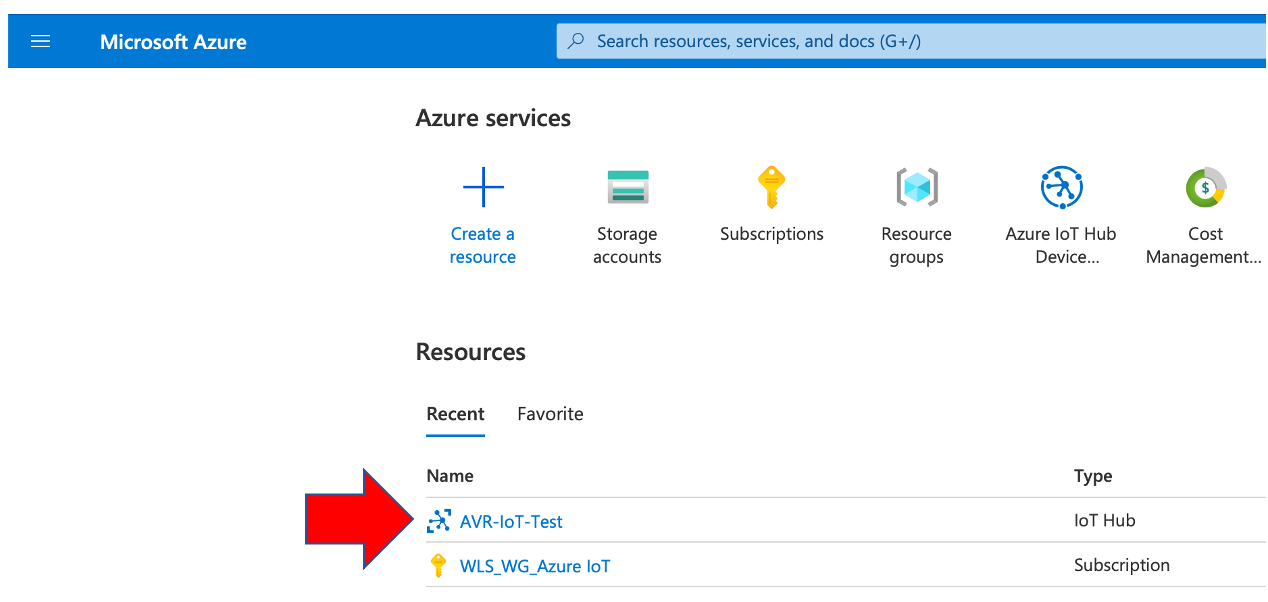 Microsoft Azure
Search resources, services, and docs (G+/)
Azure services
Create a resource
Storage accounts
Subscriptions
Resource groups
Azure IoT Hub Device...
Cost Management...
$
Resources
Recent Favorite
Name Type
AVR-IoT-Test IoT Hub
WLS_WG_Azure IoT Subscription